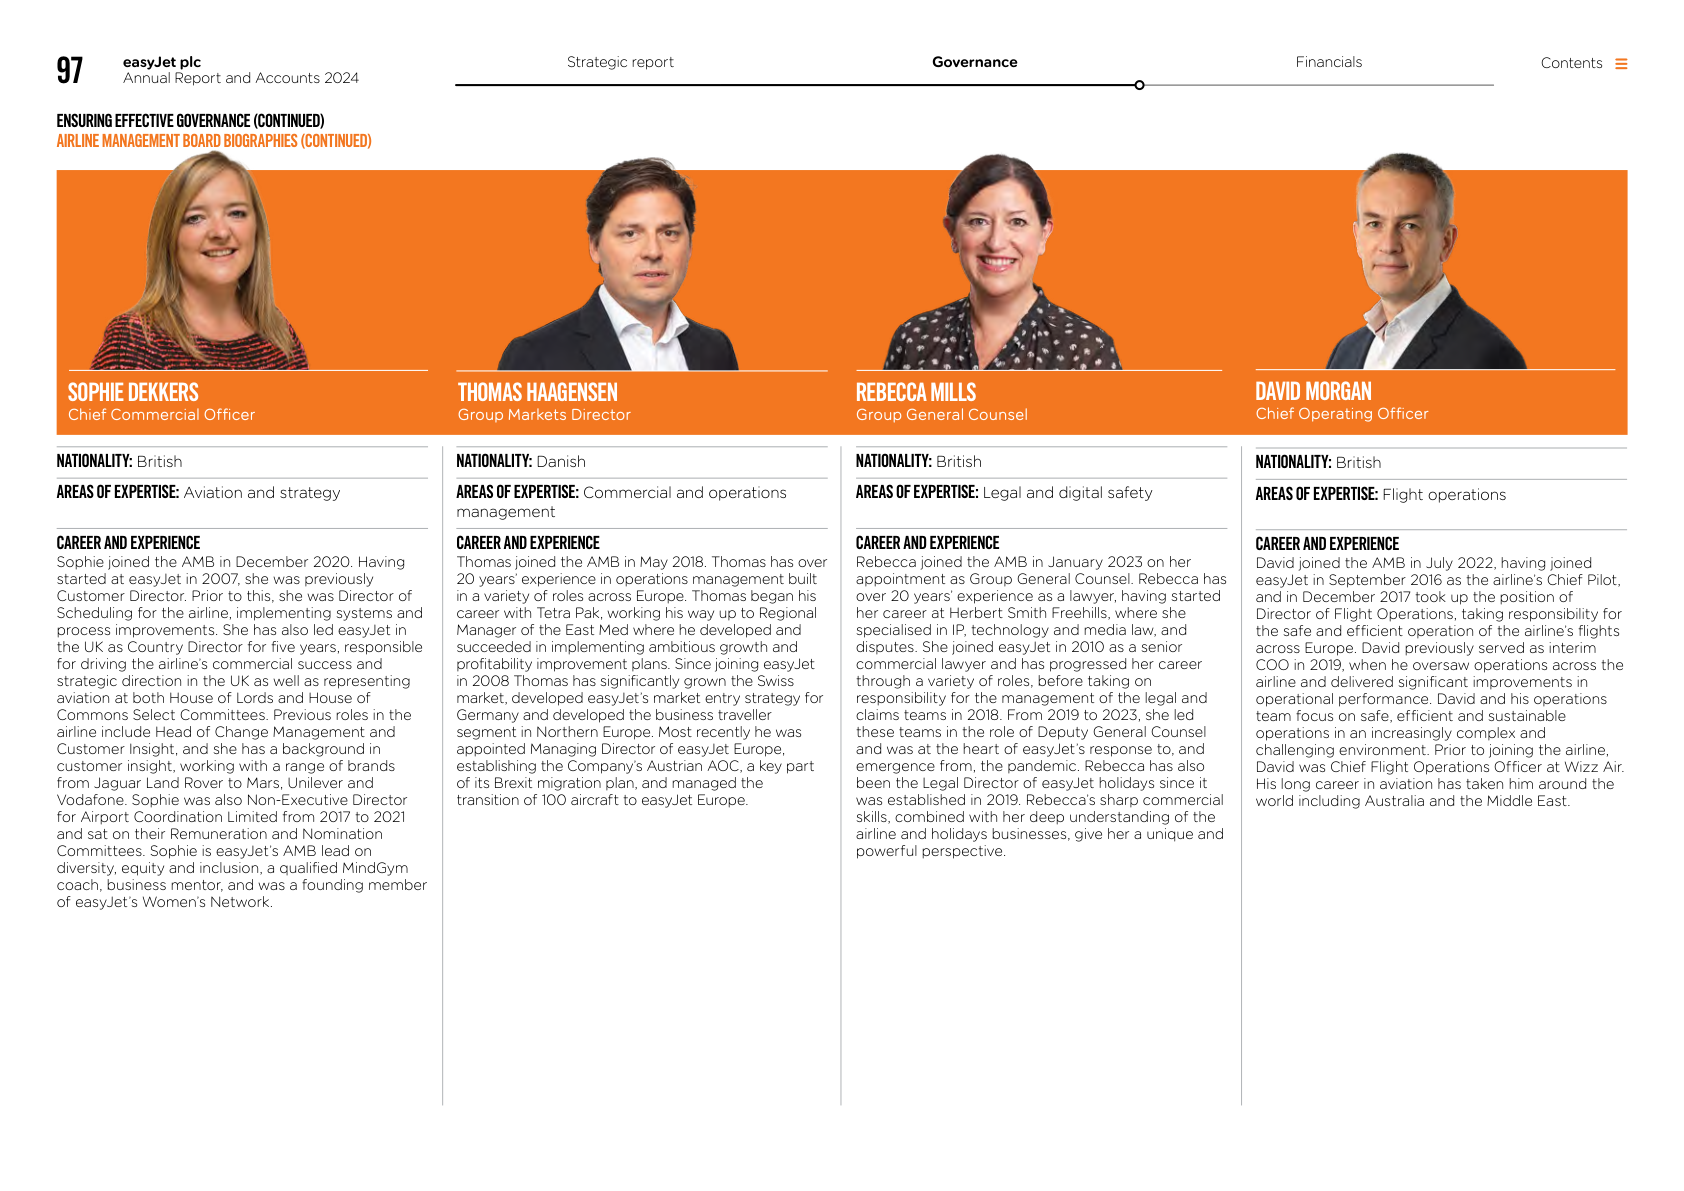 97
easyJet plc
Annual Report and Accounts 2024
Strategic report
Governance
Financials
Contents
ENSURING EFFECTIVE GOVERNANCE (CONTINUED)
AIRLINE MANAGEMENT BOARD BIOGRAPHIES (CONTINUED)
SOPHIE DEKKERS
Chief Commercial Officer
NATIONALITY: British
AREAS OF EXPERTISE: Aviation and strategy
CAREER AND EXPERIENCE
Sophie joined the AMB in December 2020. Having
started at easyJet in 2007, she was previously
Customer Director. Prior to this, she was Director of
Scheduling for the airline, implementing systems and
process improvements. She has also led easyJet in
the UK as Country Director for five years, responsible
for driving the airline’s commercial success and
strategic direction in the UK as well as representing
aviation at both House of Lords and House of
Commons Select Committees. Previous roles in the
airline include Head of Change Management and
Customer Insight, and she has a background in
customer insight, working with a range of brands
from Jaguar Land Rover to Mars, Unilever and
Vodafone. Sophie was also Non-Executive Director
for Airport Coordination Limited from 2017 to 2021
and sat on their Remuneration and Nomination
Committees. Sophie is easyJet’s AMB lead on
diversity, equity and inclusion, a qualified MindGym
coach, business mentor, and was a founding member
of easyJet’s Women’s Network.
THOMAS HAAGENSEN
Group Markets Director
NATIONALITY: Danish
AREAS OF EXPERTISE: Commercial and operations
management
CAREER AND EXPERIENCE
Thomas joined the AMB in May 2018. Thomas has over
20 years’ experience in operations management built
in a variety of roles across Europe. Thomas began his
career with Tetra Pak, working his way up to Regional
Manager of the East Med where he developed and
succeeded in implementing ambitious growth and
profitability improvement plans. Since joining easyJet
in 2008 Thomas has significantly grown the Swiss
market, developed easyJet’s market entry strategy for
Germany and developed the business traveller
segment in Northern Europe. Most recently he was
appointed Managing Director of easyJet Europe,
establishing the Company’s Austrian AOC, a key part
of its Brexit migration plan, and managed the
transition of 100 aircraft to easyJet Europe.
REBECCA MILLS
Group General Counsel
NATIONALITY: British
AREAS OF EXPERTISE: Legal and digital safety
CAREER AND EXPERIENCE
Rebecca joined the AMB in January 2023 on her
appointment as Group General Counsel. Rebecca has
over 20 years’ experience as a lawyer, having started
her career at Herbert Smith Freehills, where she
specialised in IP, technology and media law, and
disputes. She joined easyJet in 2010 as a senior
commercial lawyer and has progressed her career
through a variety of roles, before taking on
responsibility for the management of the legal and
claims teams in 2018. From 2019 to 2023, she led
these teams in the role of Deputy General Counsel
and was at the heart of easyJet’s response to, and
emergence from, the pandemic. Rebecca has also
been the Legal Director of easyJet holidays since it
was established in 2019. Rebecca’s sharp commercial
skills, combined with her deep understanding of the
airline and holidays businesses, give her a unique and
powerful perspective.
DAVID MORGAN
Chief Operating Officer
NATIONALITY: British
AREAS OF EXPERTISE: Flight operations
CAREER AND EXPERIENCE
David joined the AMB in July 2022, having joined
easyJet in September 2016 as the airline’s Chief Pilot,
and in December 2017 took up the position of
Director of Flight Operations, taking responsibility for
the safe and efficient operation of the airline’s flights
across Europe. David previously served as interim
COO in 2019, when he oversaw operations across the
airline and delivered significant improvements in
operational performance. David and his operations
team focus on safe, efficient and sustainable
operations in an increasingly complex and
challenging environment. Prior to joining the airline,
David was Chief Flight Operations Officer at Wizz Air.
His long career in aviation has taken him around the
world including Australia and the Middle East.